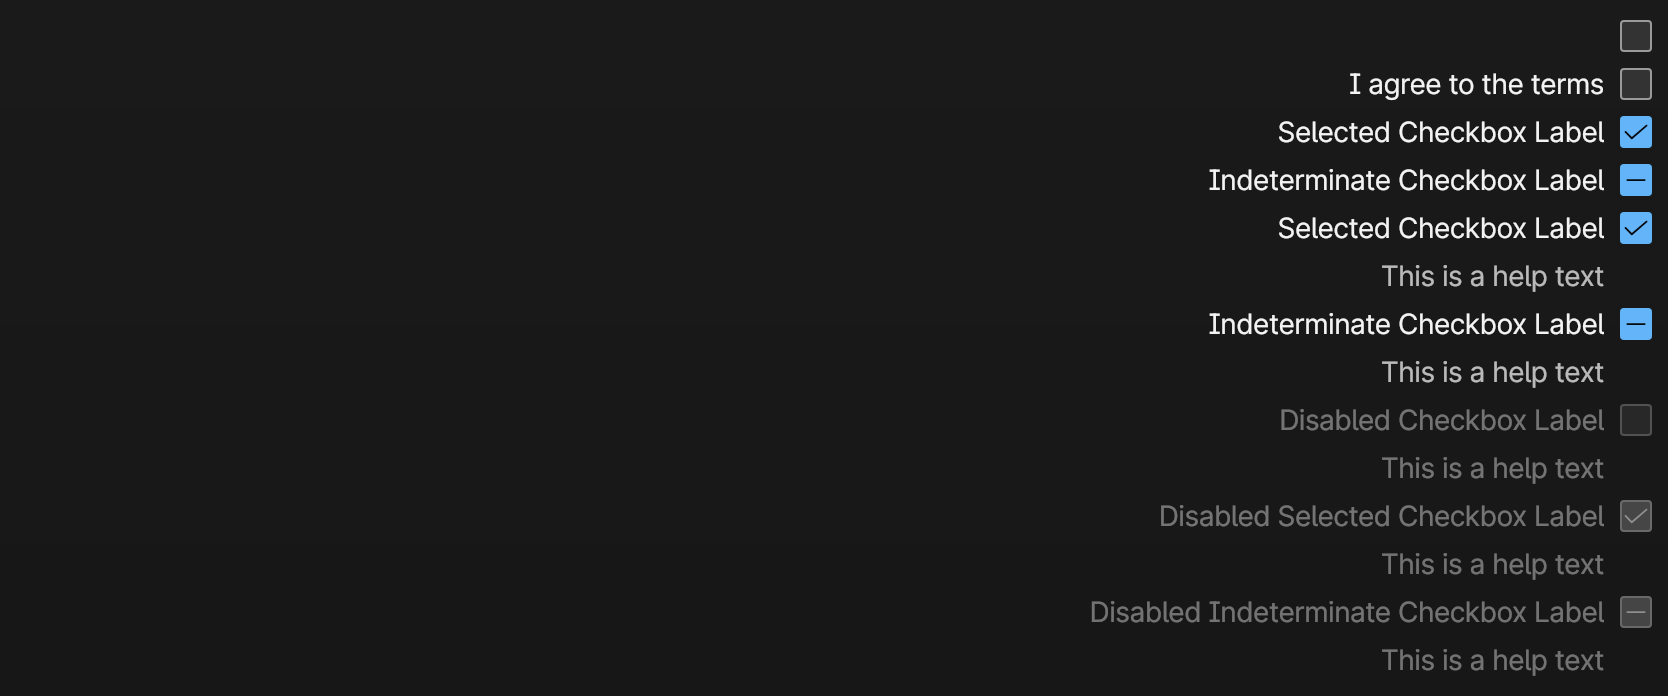 I agree to the terms
Selected Checkbox Label
Indeterminate Checkbox Label
Selected Checkbox Label
This is a help text
Indeterminate Checkbox Label
This is a help text
Disabled Checkbox Label
This is a help text
Disabled Selected Checkbox Label
This is a help text
Disabled Indeterminate Checkbox Label
This is a help text